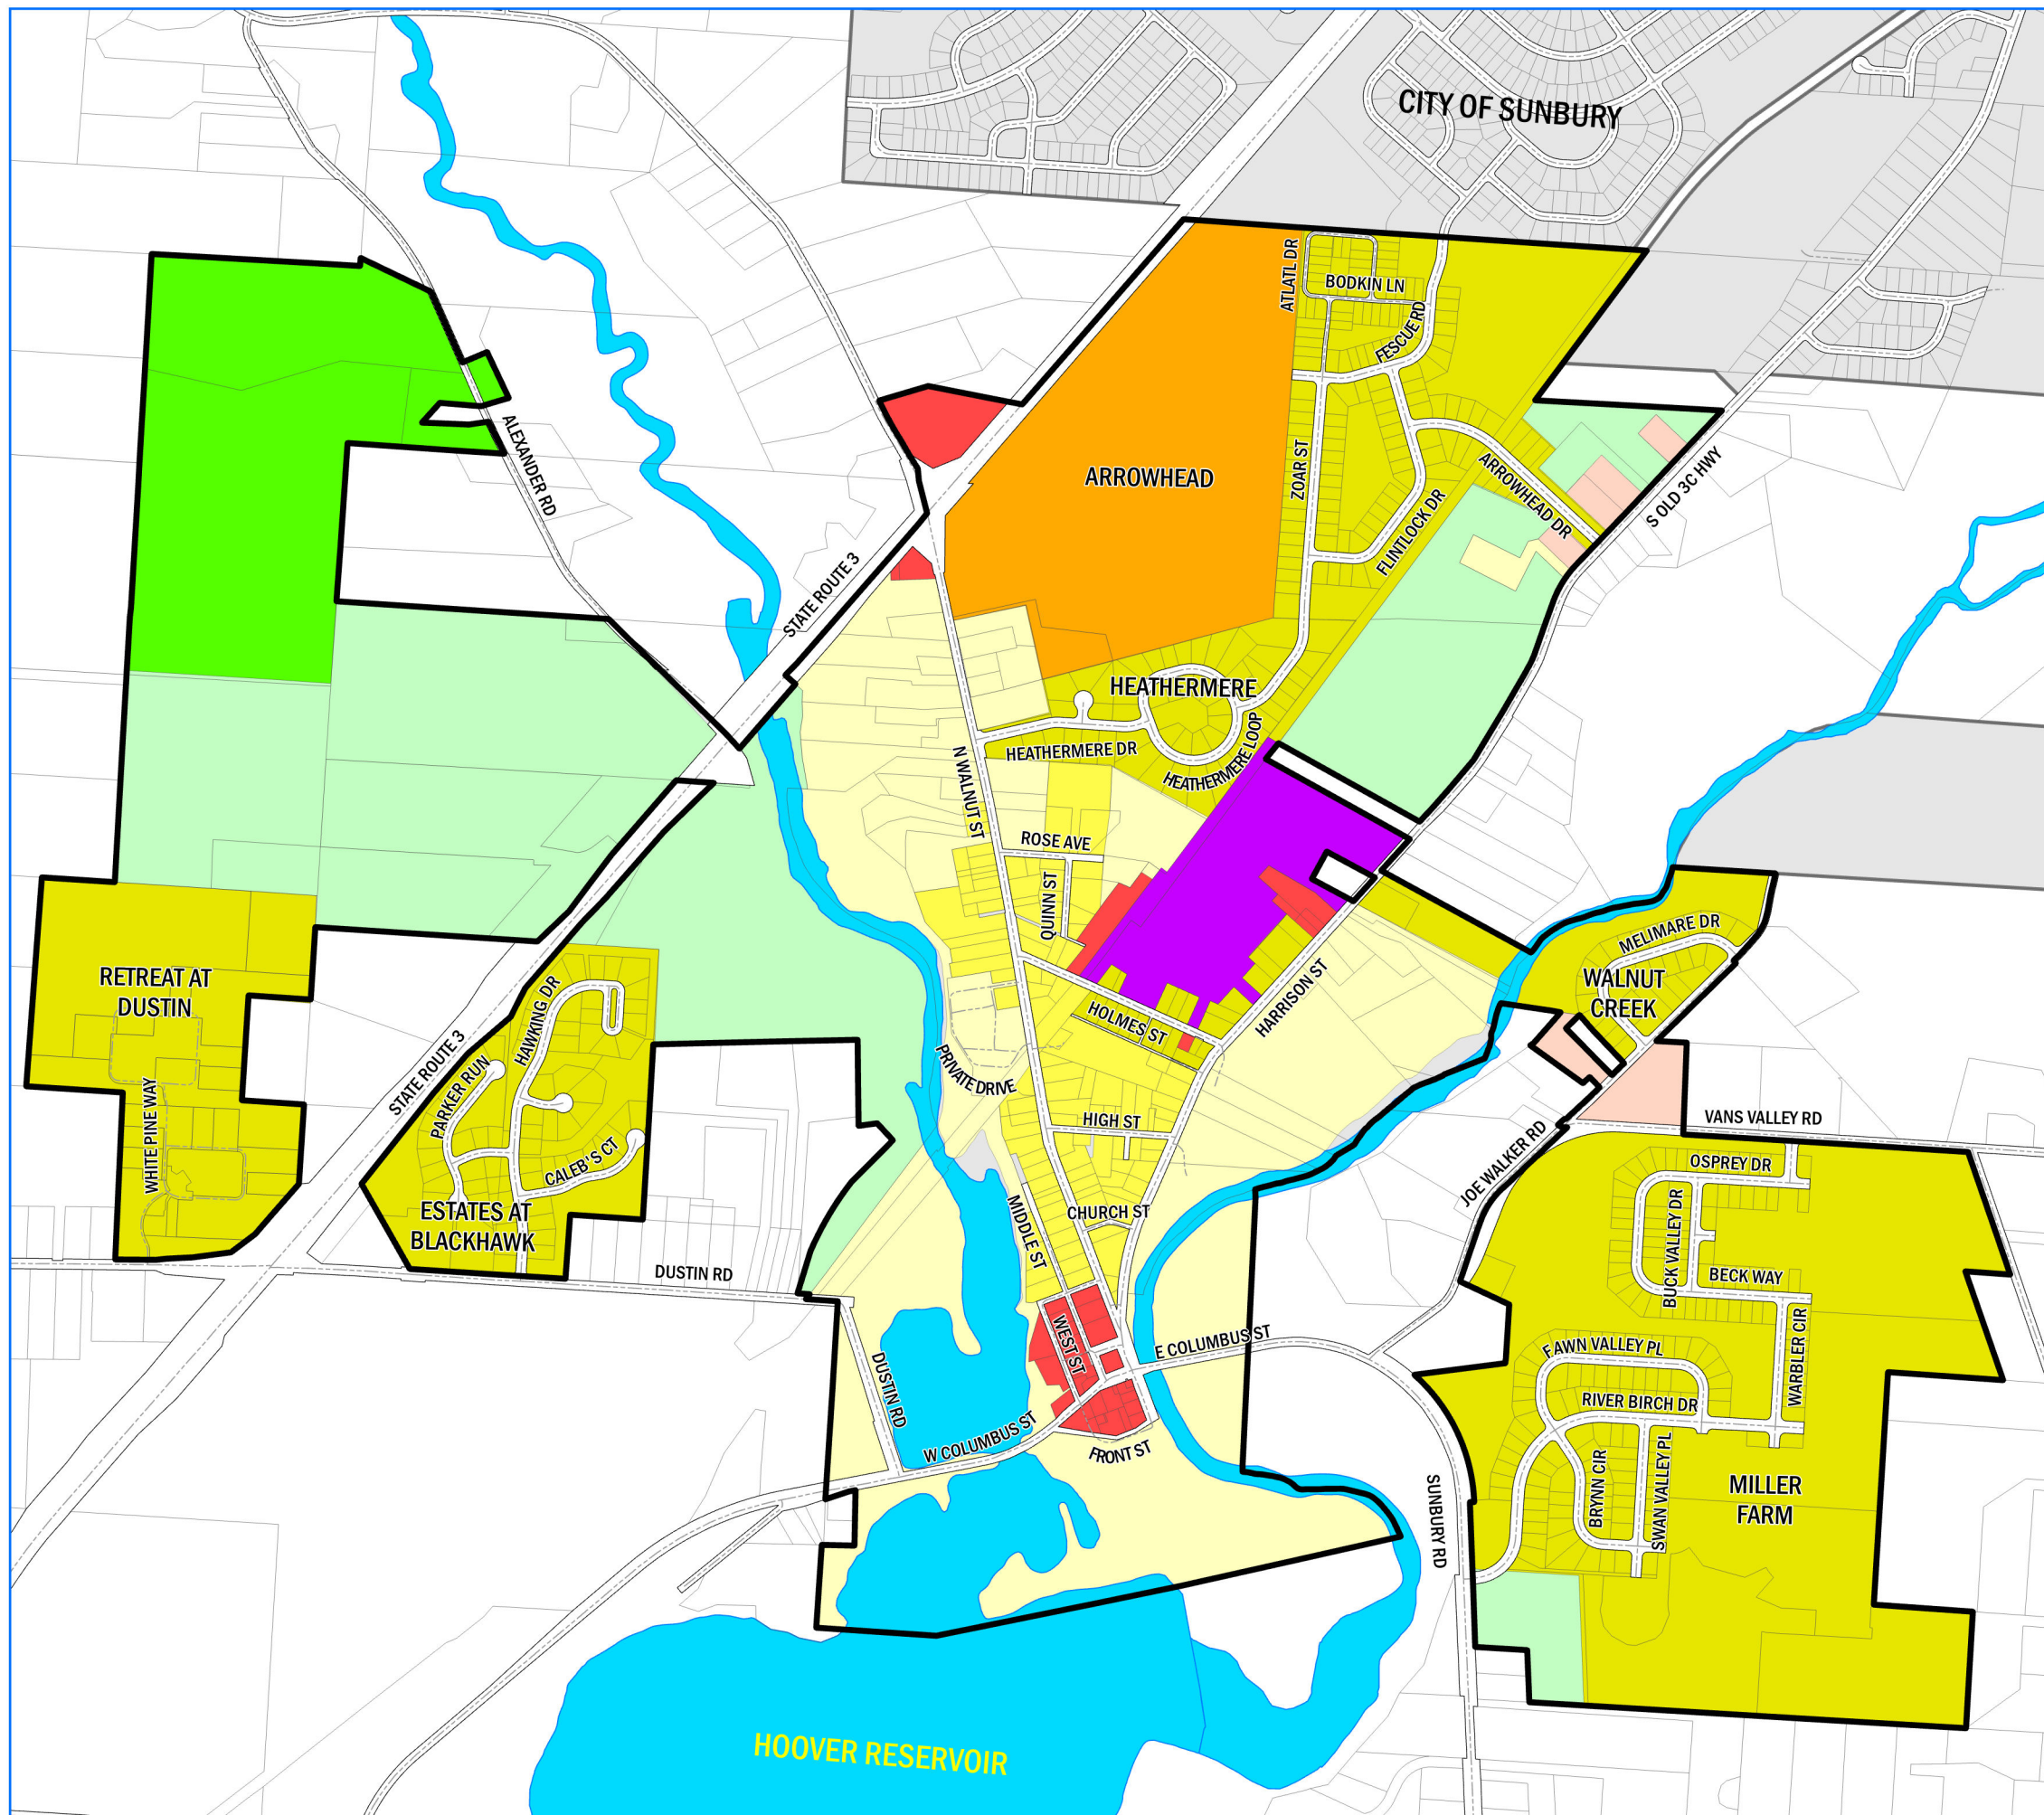 CITY OF SUNBURY
ATLATL DR
BODKIN LN
FESCUE RD
ALEXANDER RD
ARROWHEAD
ZOAR ST
ARROWHEAD DR
S OLD 3C HWY
FLINTLOCK DR
STATE ROUTE 3
HEATHERMERE
HEATHERMERE DR
HEATHERMERE LOOP
N WALNUT ST
ROSE AVE
QUINN ST
MELIMARE DR
WALNUT
CREEK
RETREAT AT
DUSTIN
HAWKING DR
HOLMES ST
HARRISON ST
STATE ROUTE 3
PARKER RUN
PRIVATE DRIVE
WHITE PINE WAY
HIGH ST
VANS VALLEY RD
JOE WALKER RD
CALEB'S CT
OSPREY DR
ESTATES AT
BLACKHAWK
MIDDLE ST
CHURCH ST
BUCK VALLEY DR
DUSTIN RD
BECK WAY
WEST ST
E COLUMBUS ST
FAWN VALLEY PL
WARBLER CIR
DUSTIN RD
RIVER BIRCH DR
W COLUMBUS ST
FRONT ST
SUNBURY RD
BRYNN CIR
SWAN VALLEY PL
MILLER
FARM
HOOVER RESERVOIR